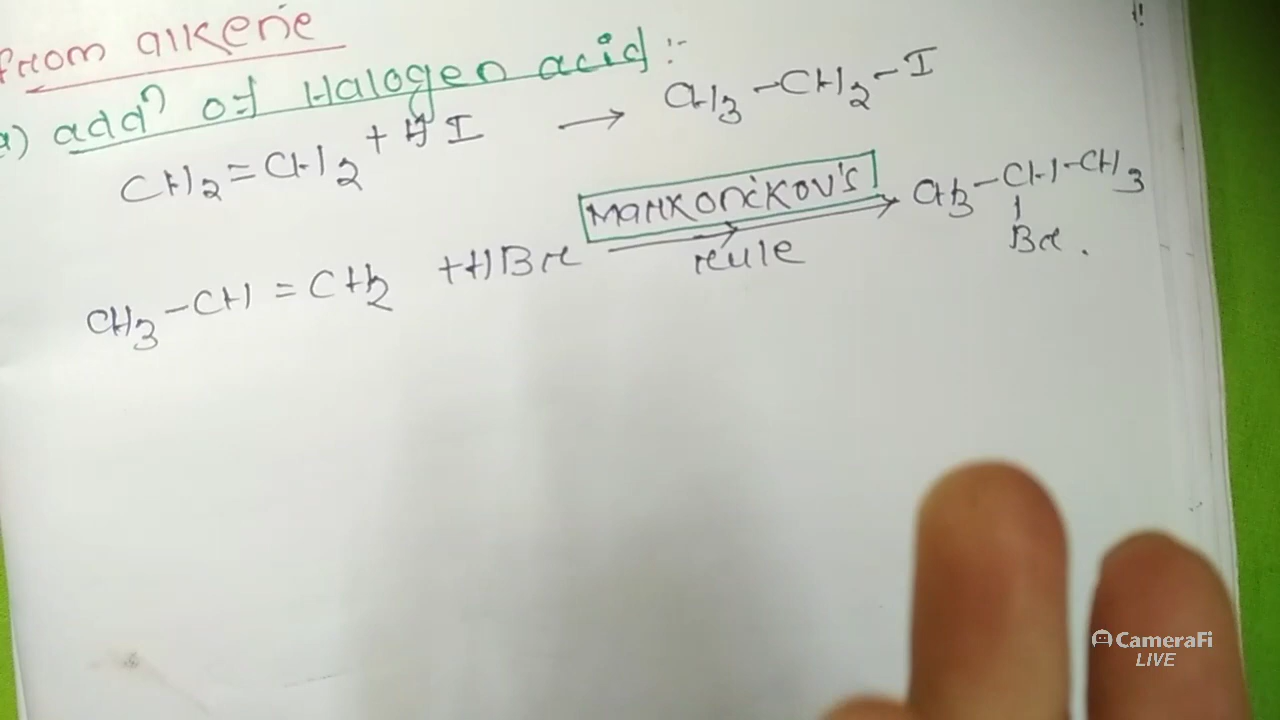 From alkene
a) addn of Halogen acid :-
CH2 = CH2 + HI → CH3 - CH2 - I
CH3 - CH = CH2 + HBr MARKONIKOV'S rule → CH3 - CH - CH3
Br.
CameraFi
LIVE